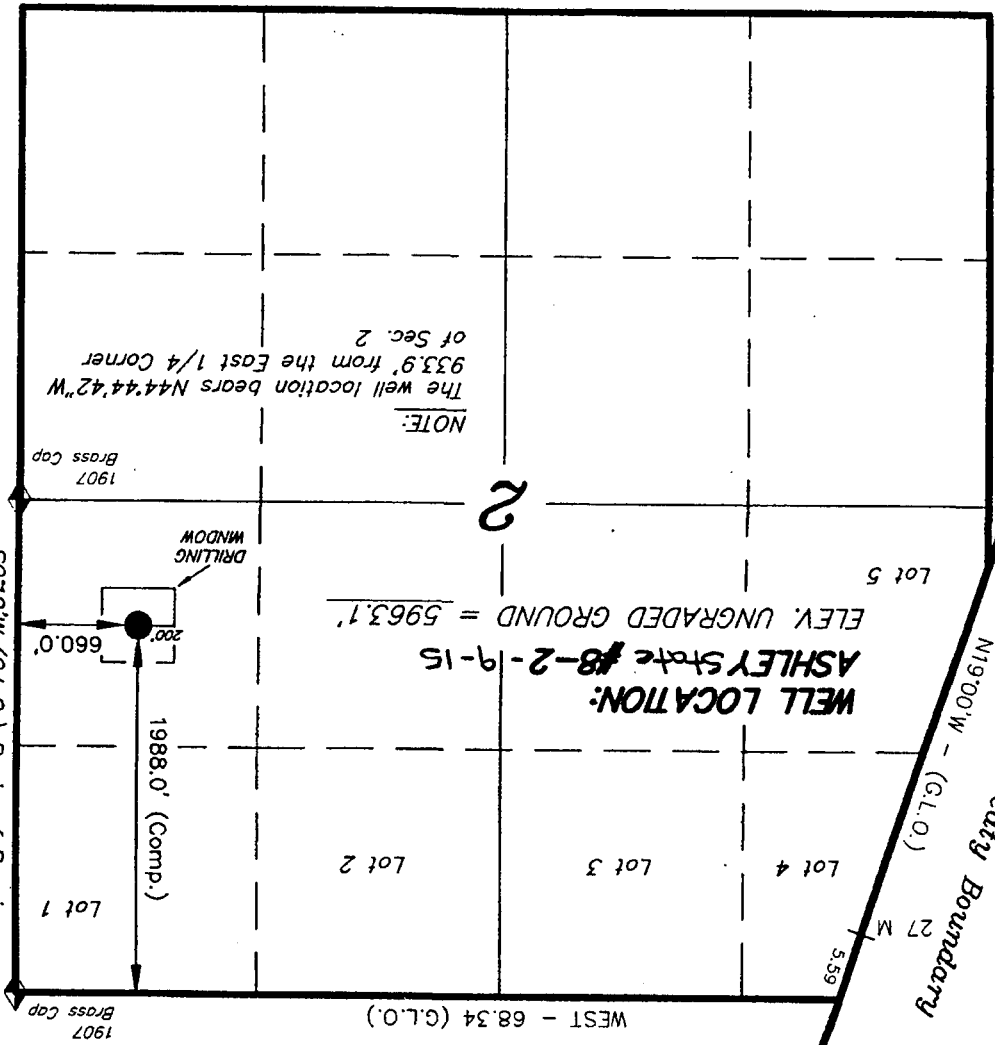 WEST – 68.34 (G.L.O.)
1907
Brass Cap
5.59
27 M
Boundary
N19°00'W – (G.L.O.)
Lot 4
Lot 3
Lot 2
Lot 1
1988.0' (Comp.)
WELL LOCATION:
ASHLEY State #8-2-9-15
ELEV. UNGRADED GROUND = 5963.1'
660.0'
200'
DRILLING
WINDOW
Lot 5
2
1907
Brass Cap
NOTE:
The well location bears N44°44'42"W
933.9' from the East 1/4 Corner
of Sec. 2